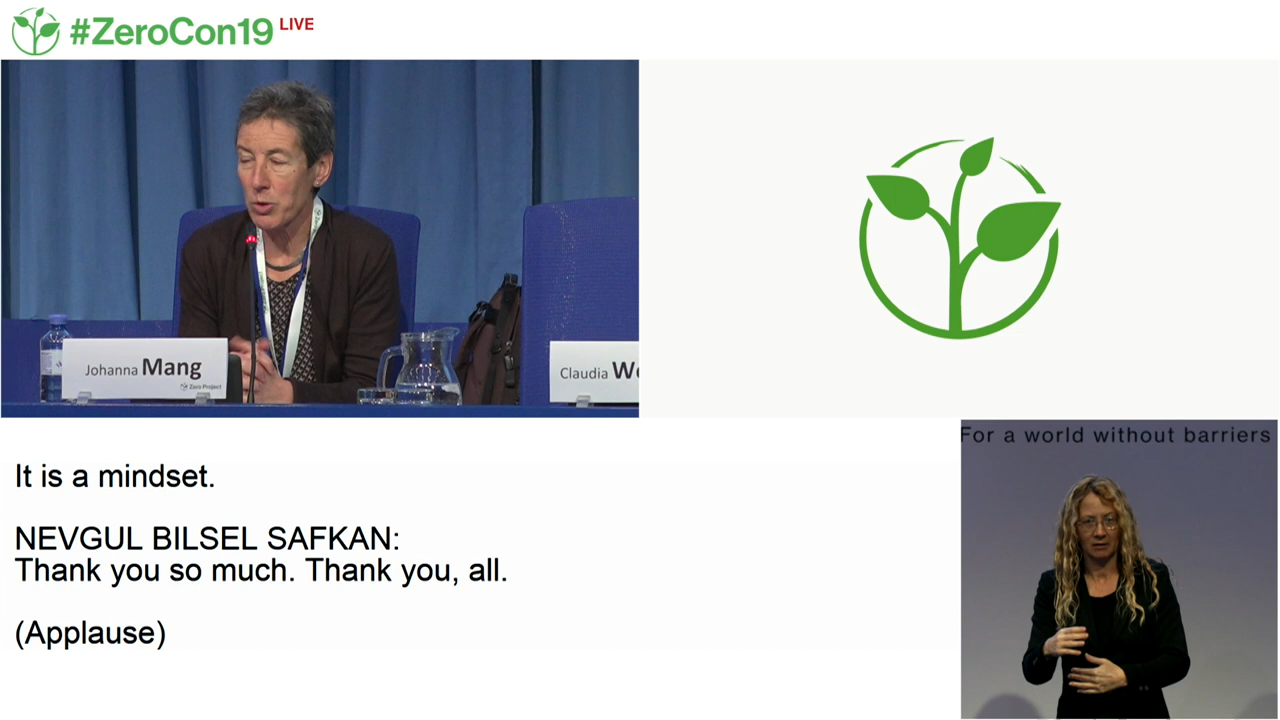 #ZeroCon19 LIVE
Johanna Mang
Zero Project
Claudia
For a world without barriers
It is a mindset.
NEVGUL BILSEL SAFKAN:
Thank you so much. Thank you, all.
(Applause)